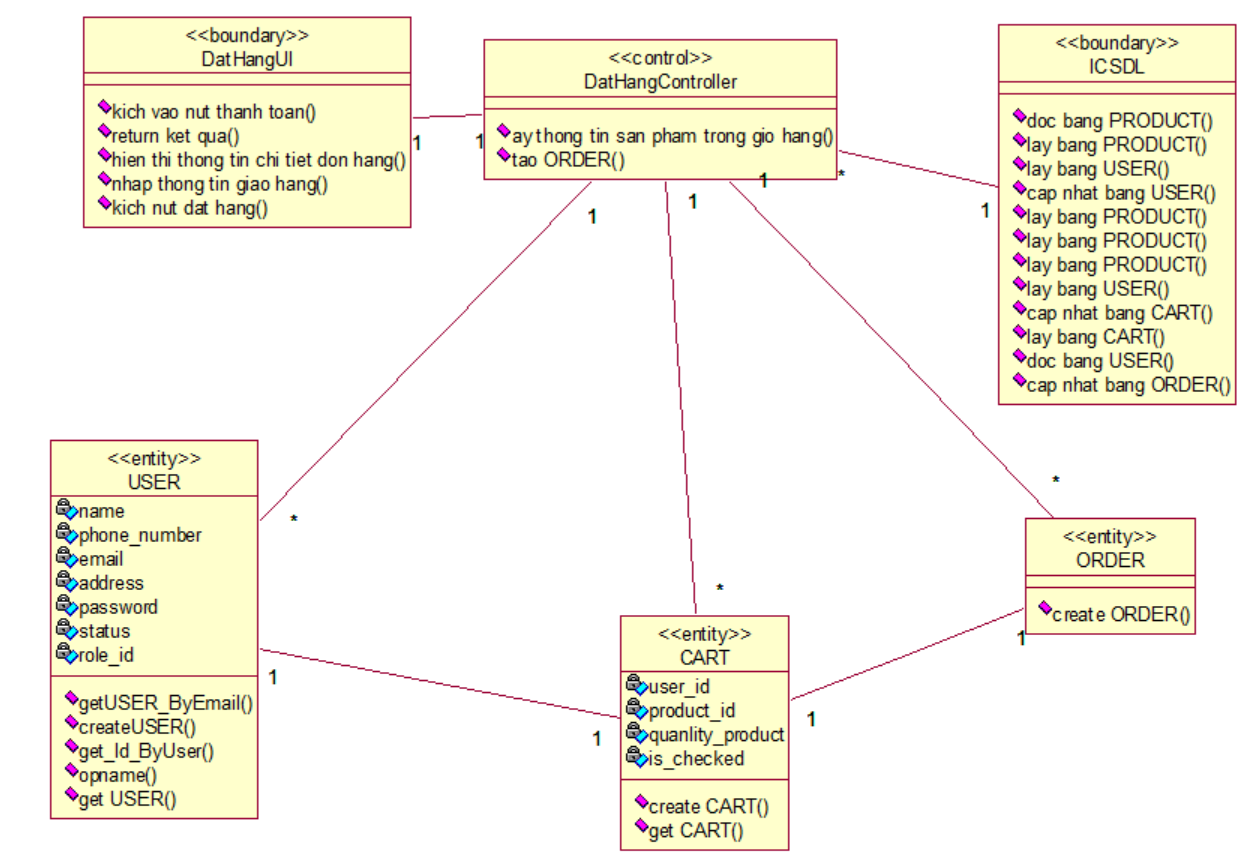 <<boundary>>
DatHangUI
kich vao nut thanh toan()
return ket qua()
hien thi thong tin chi tiet don hang()
nhap thong tin giao hang()
kich nut dat hang()
1
1
<<control>>
DatHangController
ay thong tin san pham trong gio hang()
tao ORDER()
1
1
1
*
1
<<boundary>>
ICSDL
doc bang PRODUCT()
lay bang PRODUCT()
lay bang USER()
cap nhat bang USER()
lay bang PRODUCT()
lay bang PRODUCT()
lay bang PRODUCT()
lay bang USER()
cap nhat bang CART()
lay bang CART()
doc bang USER()
cap nhat bang ORDER()
<<entity>>
USER
name
phone_number
email
address
password
status
role_id
getUSER_ByEmail()
createUSER()
get_Id_ByUser()
opname()
get USER()
*
1
1
*
<<entity>>
CART
user_id
product_id
quanlity_product
is_checked
create CART()
get CART()
1
1
*
<<entity>>
ORDER
create ORDER()